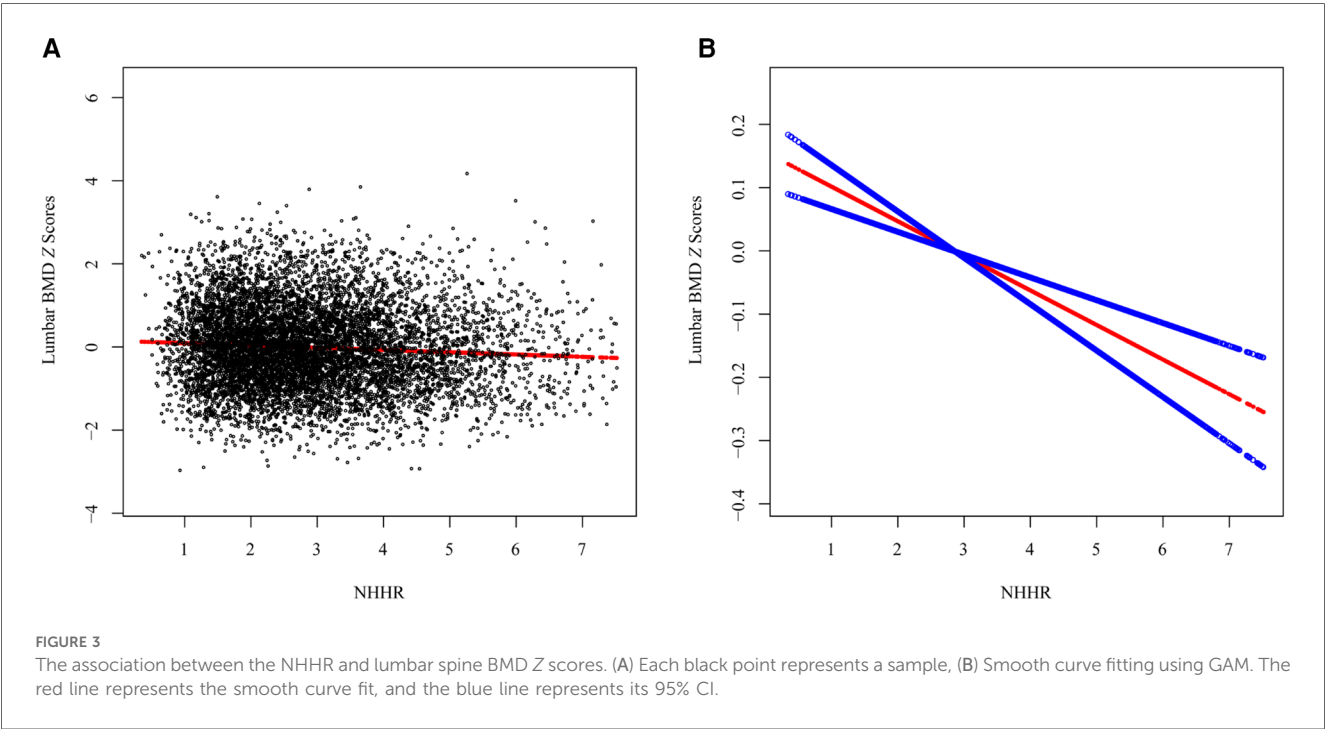 A
B
6
4
2
0
−2
−4
Lumbar BMD Z Scores
1 2 3 4 5 6 7
NHHR
0.2
0.1
0.0
−0.1
−0.2
−0.3
−0.4
Lumbar BMD Z Scores
1 2 3 4 5 6 7
NHHR
FIGURE 3
The association between the NHHR and lumbar spine BMD Z scores. (A) Each black point represents a sample, (B) Smooth curve fitting using GAM. The
red line represents the smooth curve fit, and the blue line represents its 95% CI.